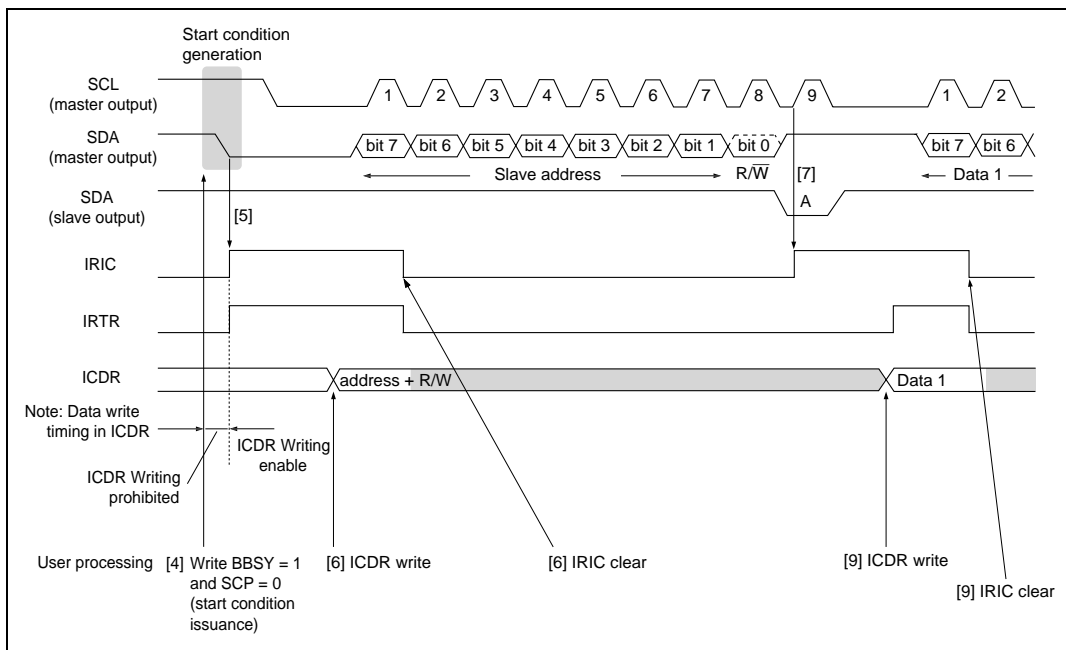 Start condition
generation
SCL
(master output)
1 2 3 4 5 6 7 8 9 1 2
SDA
(master output)
bit 7 bit 6 bit 5 bit 4 bit 3 bit 2 bit 1 bit 0 bit 7 bit 6
Slave address R/W̅ [7] Data 1
SDA
(slave output)
[5] A
IRIC
IRTR
ICDR address + R/W Data 1
Note: Data write
timing in ICDR
ICDR Writing
enable
ICDR Writing
prohibited
User processing [4] Write BBSY = 1
and SCP = 0
(start condition
issuance)
[6] ICDR write [6] IRIC clear [9] ICDR write
[9] IRIC clear